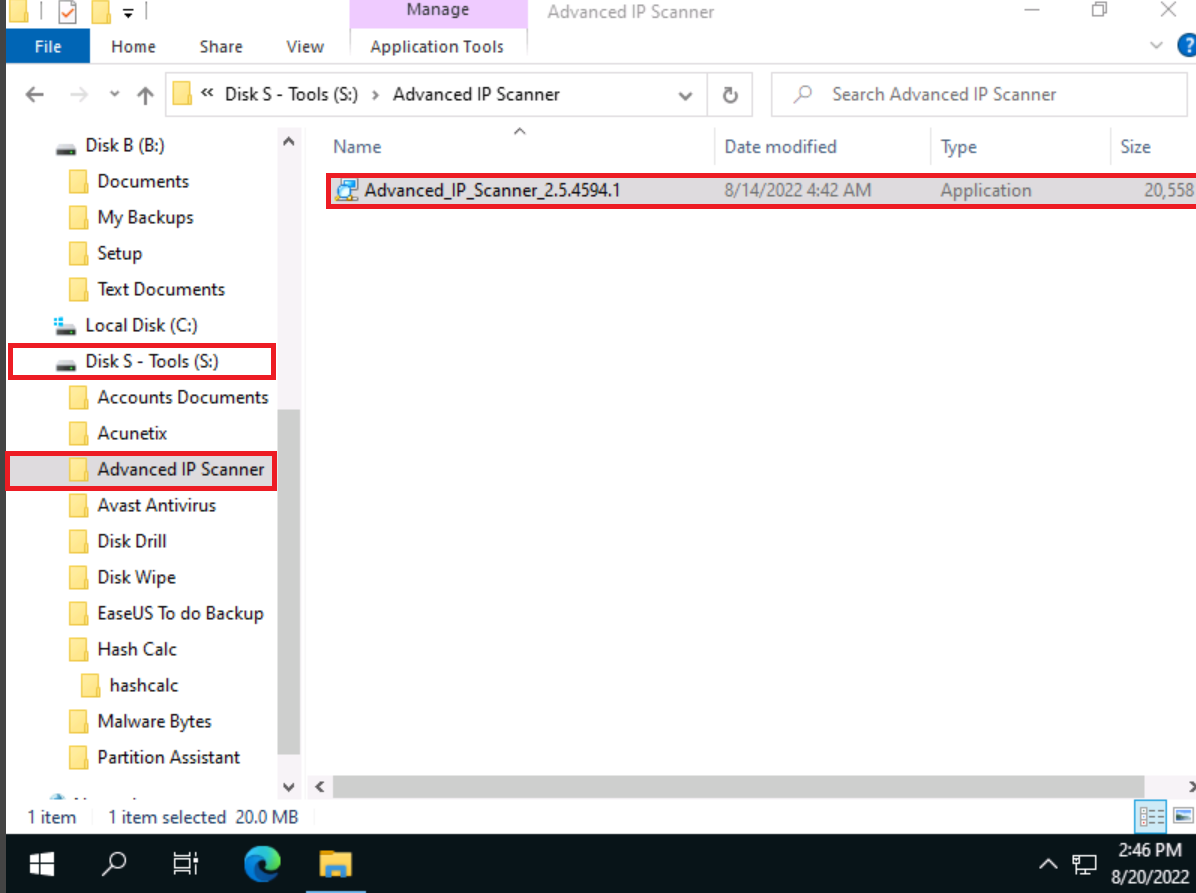 Manage
Advanced IP Scanner
File Home Share View Application Tools
?
« Disk S - Tools (S:) › Advanced IP Scanner
Search Advanced IP Scanner
Name Date modified Type Size
Advanced_IP_Scanner_2.5.4594.1 8/14/2022 4:42 AM Application 20,558
Disk B (B:)
Documents
My Backups
Setup
Text Documents
Local Disk (C:)
Disk S - Tools (S:)
Accounts Documents
Acunetix
Advanced IP Scanner
Avast Antivirus
Disk Drill
Disk Wipe
EaseUS To do Backup
Hash Calc
hashcalc
Malware Bytes
Partition Assistant
1 item 1 item selected 20.0 MB
2:46 PM
8/20/2022